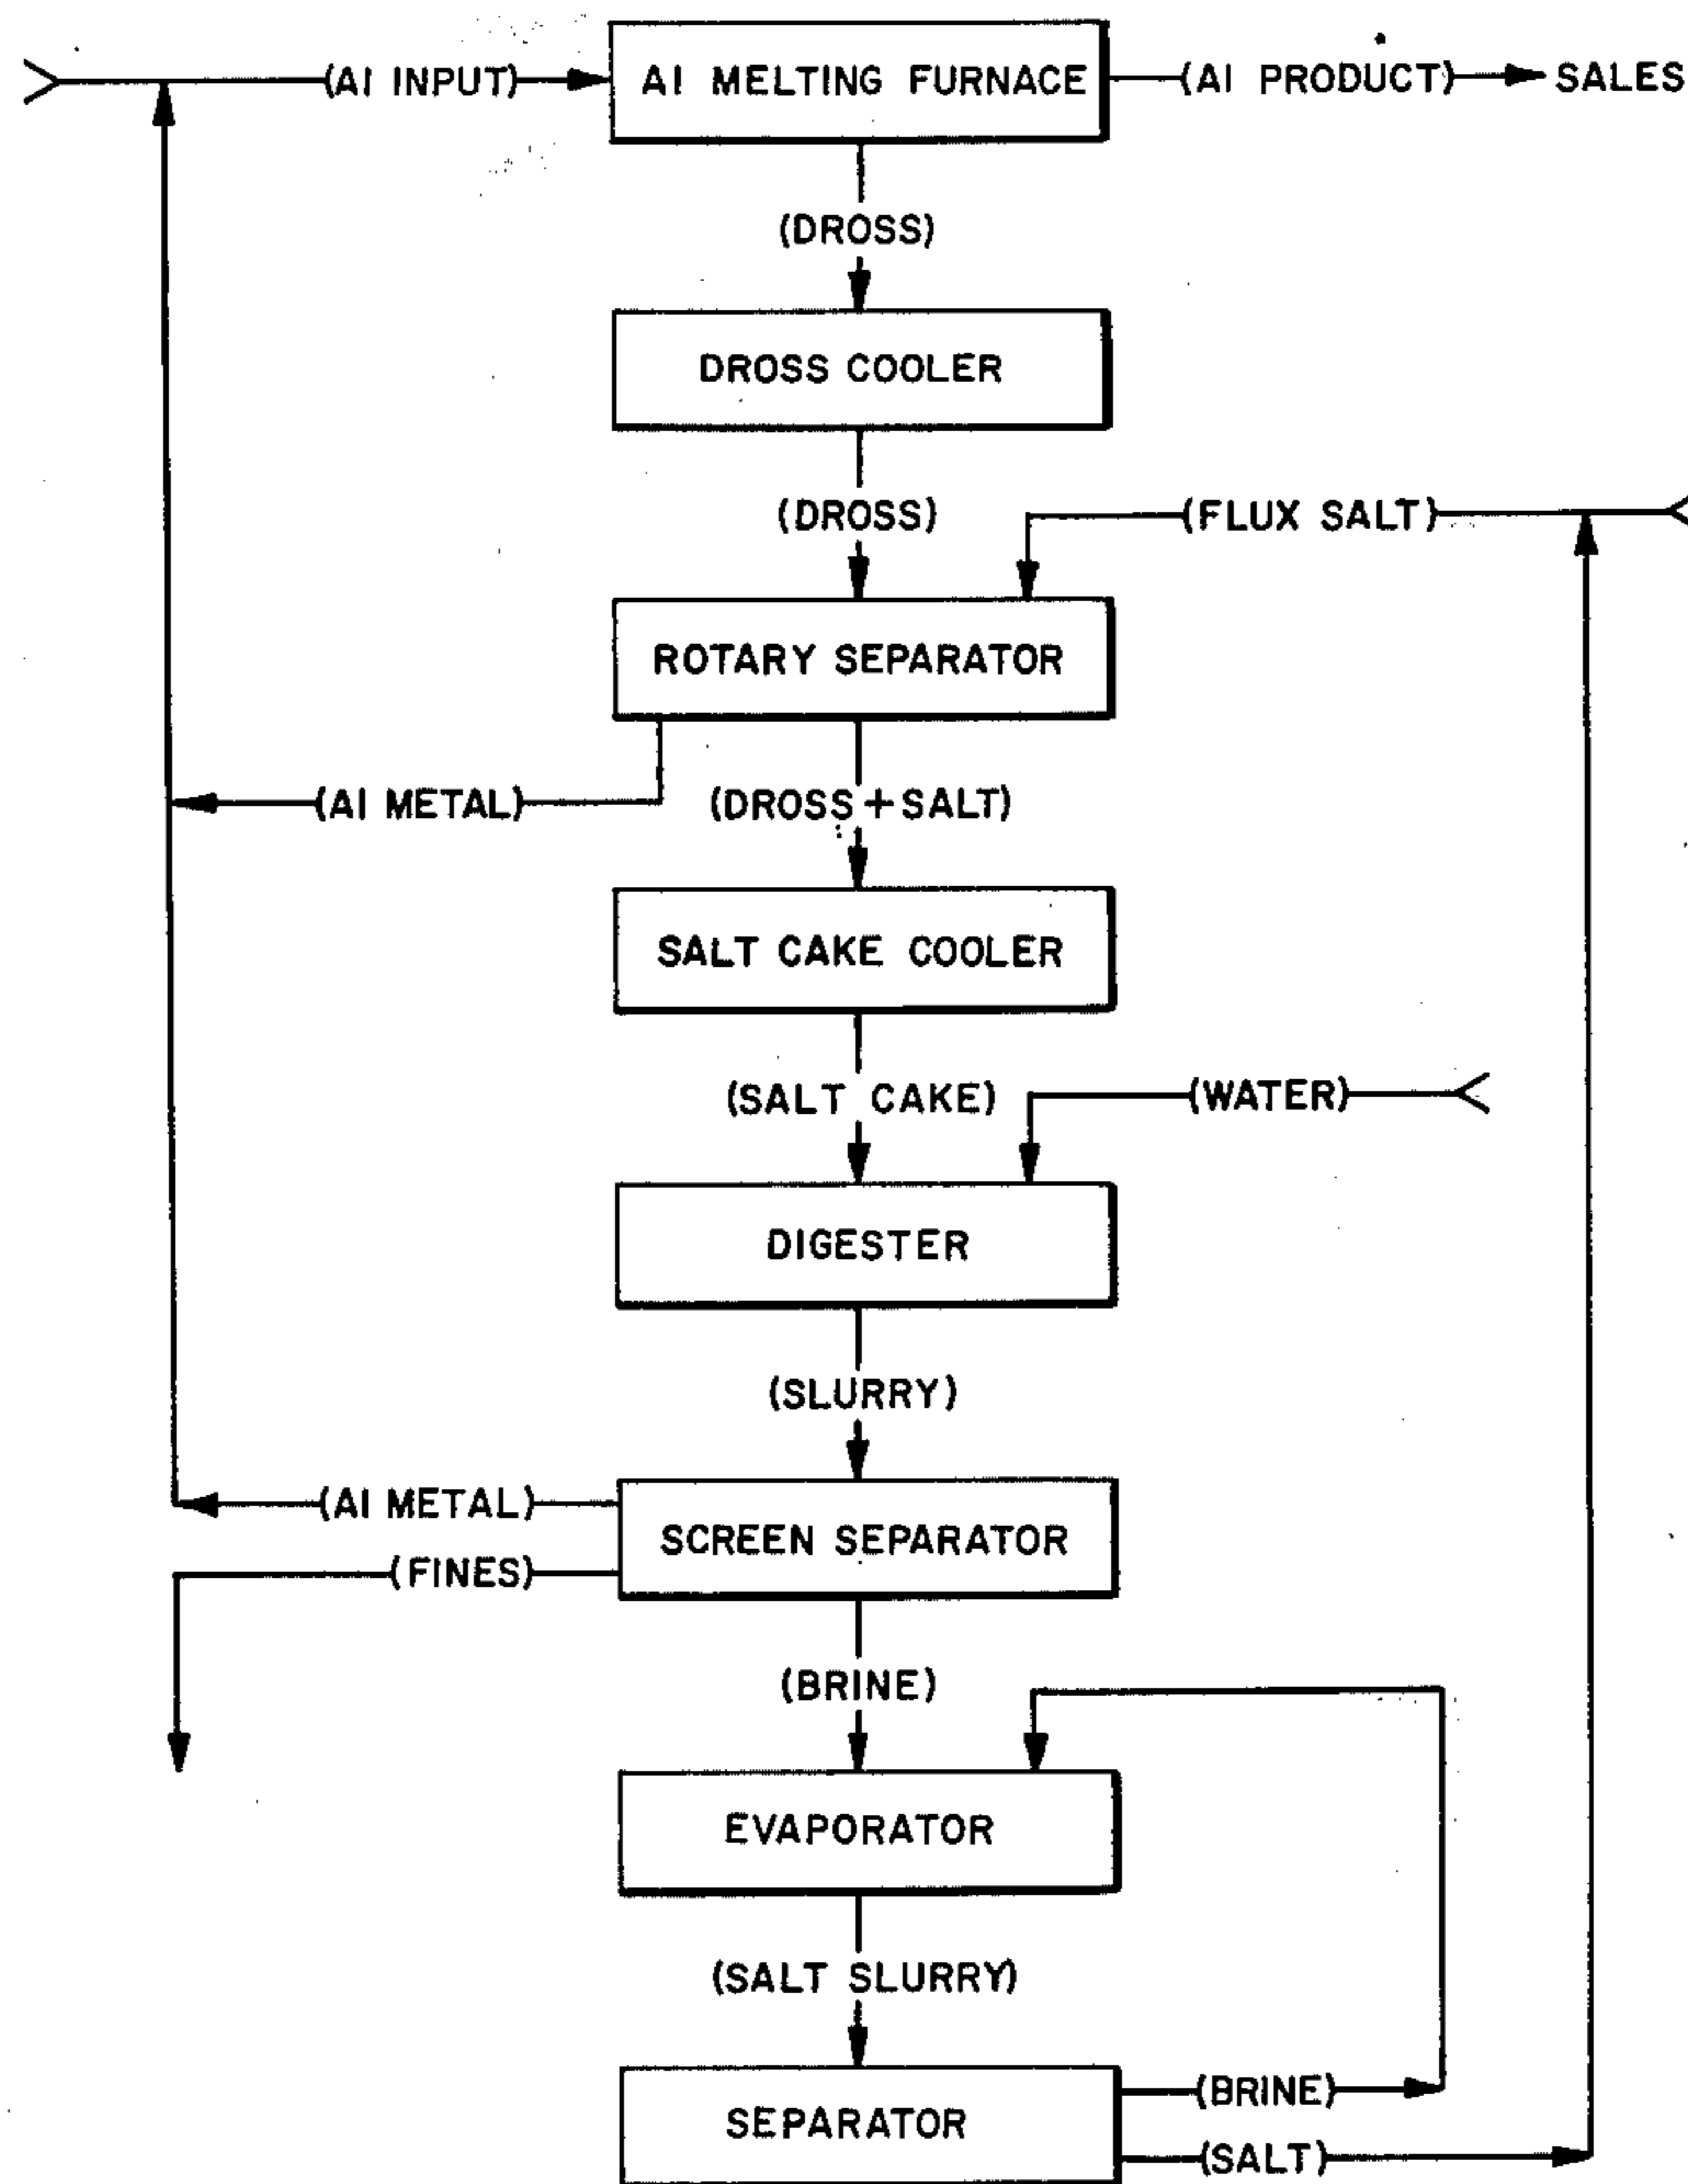 (Al INPUT)
Al MELTING FURNACE
(Al PRODUCT)
SALES
(DROSS)
DROSS COOLER
(DROSS)
(FLUX SALT)
ROTARY SEPARATOR
(Al METAL)
(DROSS + SALT)
SALT CAKE COOLER
(SALT CAKE)
(WATER)
DIGESTER
(SLURRY)
(Al METAL)
SCREEN SEPARATOR
(FINES)
(BRINE)
EVAPORATOR
(SALT SLURRY)
(BRINE)
SEPARATOR
(SALT)